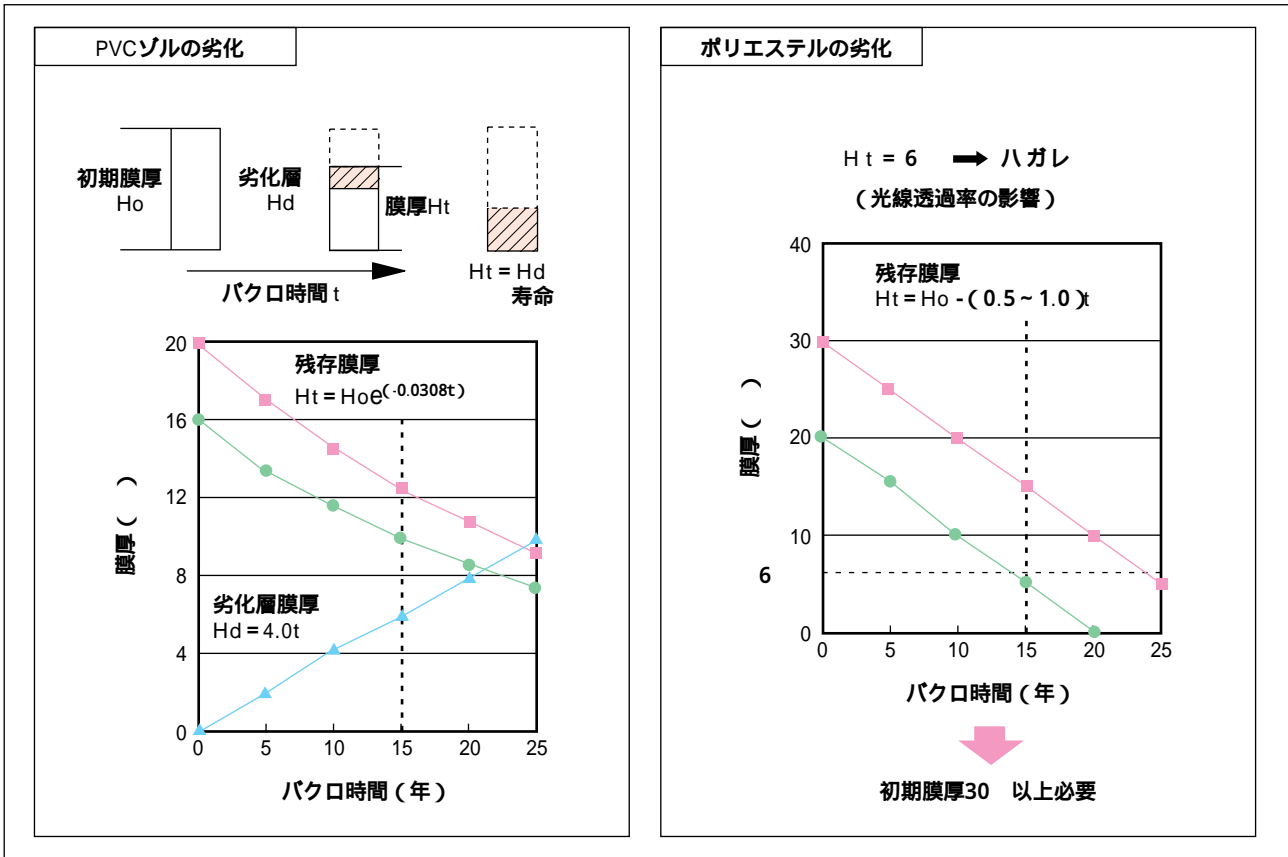 PVCゾルの劣化
初期膜厚
Ho
劣化層
Hd
膜厚Ht
Ht = Hd
寿命
バクロ時間 t
20
16
12
8
4
0
膜厚( )
残存膜厚
Ht = Hoe(-0.0308t)
劣化層膜厚
Hd = 4.0t
0 5 10 15 20 25
バクロ時間(年)
ポリエステルの劣化
Ht = 6 ➡ ハガレ
(光線透過率の影響)
40
30
20
10
6
0
膜厚( )
残存膜厚
Ht = Ho -(0.5 ~ 1.0)t
0 5 10 15 20 25
バクロ時間(年)
初期膜厚30 以上必要